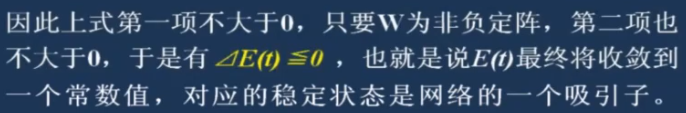 因此上式第一项不大于0，只要W为非负定阵，第二项也
不大于0，于是有 ⊿E(t) ≦0 ，也就是说E(t)最终将收敛到
一个常数值，对应的稳定状态是网络的一个吸引子。